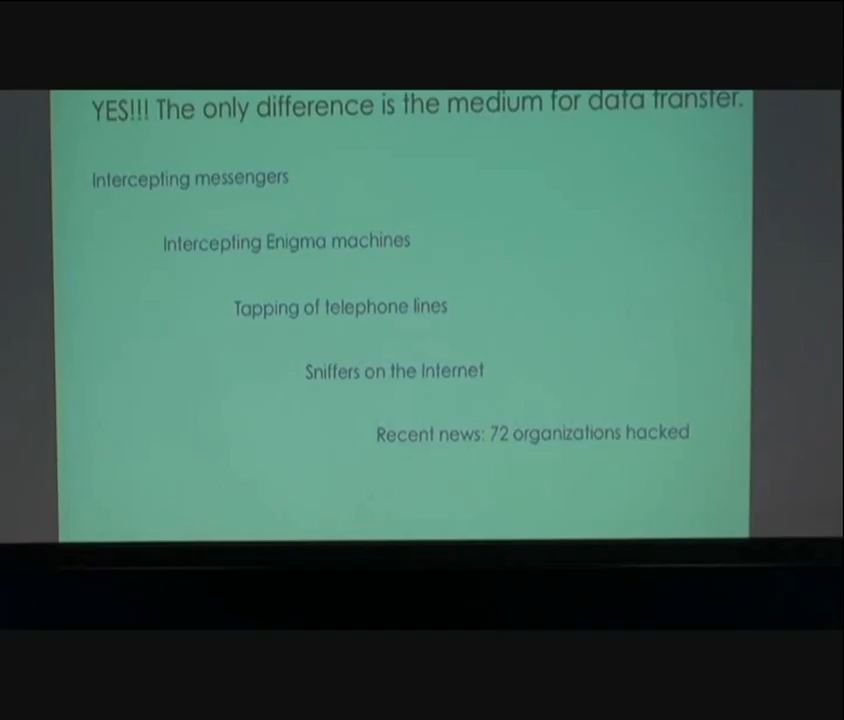 YES!!! The only difference is the medium for data transfer.
Intercepting messengers
Intercepting Enigma machines
Tapping of telephone lines
Sniffers on the Internet
Recent news: 72 organizations hacked